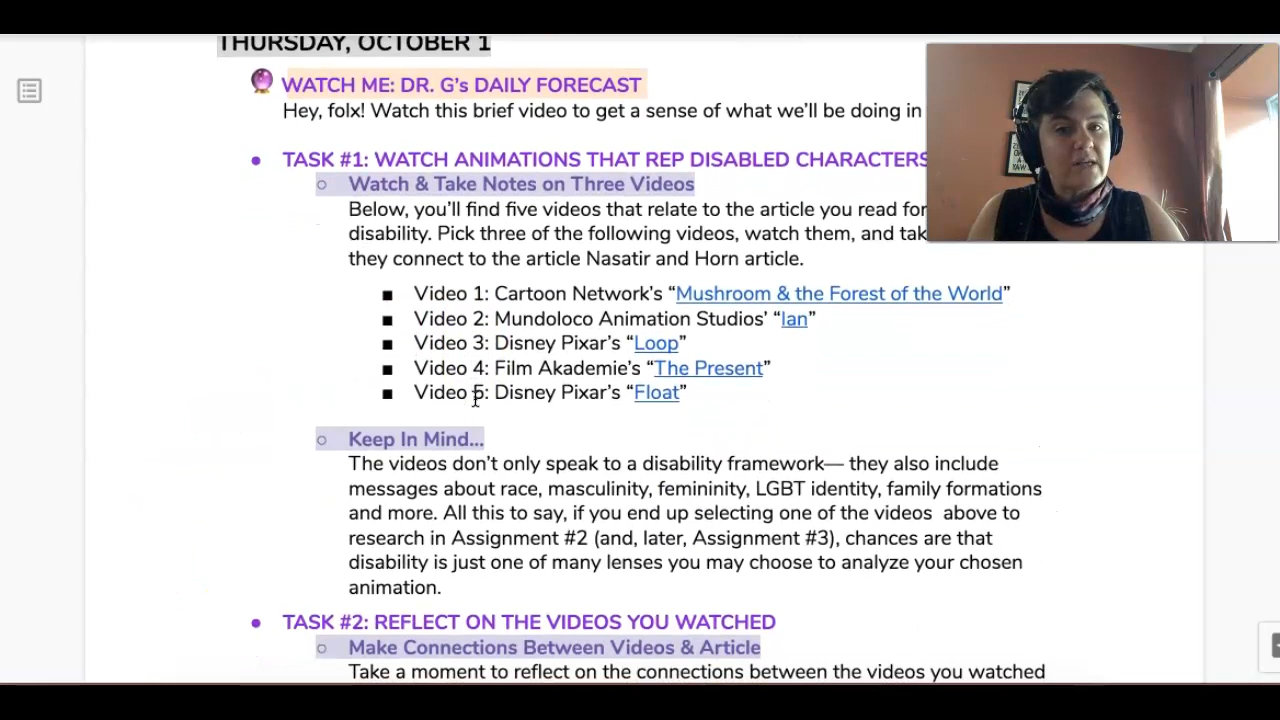 THURSDAY, OCTOBER 1
WATCH ME: DR. G's DAILY FORECAST
Hey, folx! Watch this brief video to get a sense of what we'll be doing in
TASK #1: WATCH ANIMATIONS THAT REP DISABLED CHARACTERS
Watch & Take Notes on Three Videos
Below, you'll find five videos that relate to the article you read for
disability. Pick three of the following videos, watch them, and
they connect to the article Nasatir and Horn article.
Video 1: Cartoon Network's “Mushroom & the Forest of the World”
Video 2: Mundoloco Animation Studios' “Ian”
Video 3: Disney Pixar's “Loop”
Video 4: Film Akademie's “The Present”
Video 5: Disney Pixar's “Float”
Keep In Mind...
The videos don't only speak to a disability framework— they also include
messages about race, masculinity, femininity, LGBT identity, family formations
and more. All this to say, if you end up selecting one of the videos above to
research in Assignment #2 (and, later, Assignment #3), chances are that
disability is just one of many lenses you may choose to analyze your chosen
animation.
TASK #2: REFLECT ON THE VIDEOS YOU WATCHED
Make Connections Between Videos & Article
Take a moment to reflect on the connections between the videos you watched